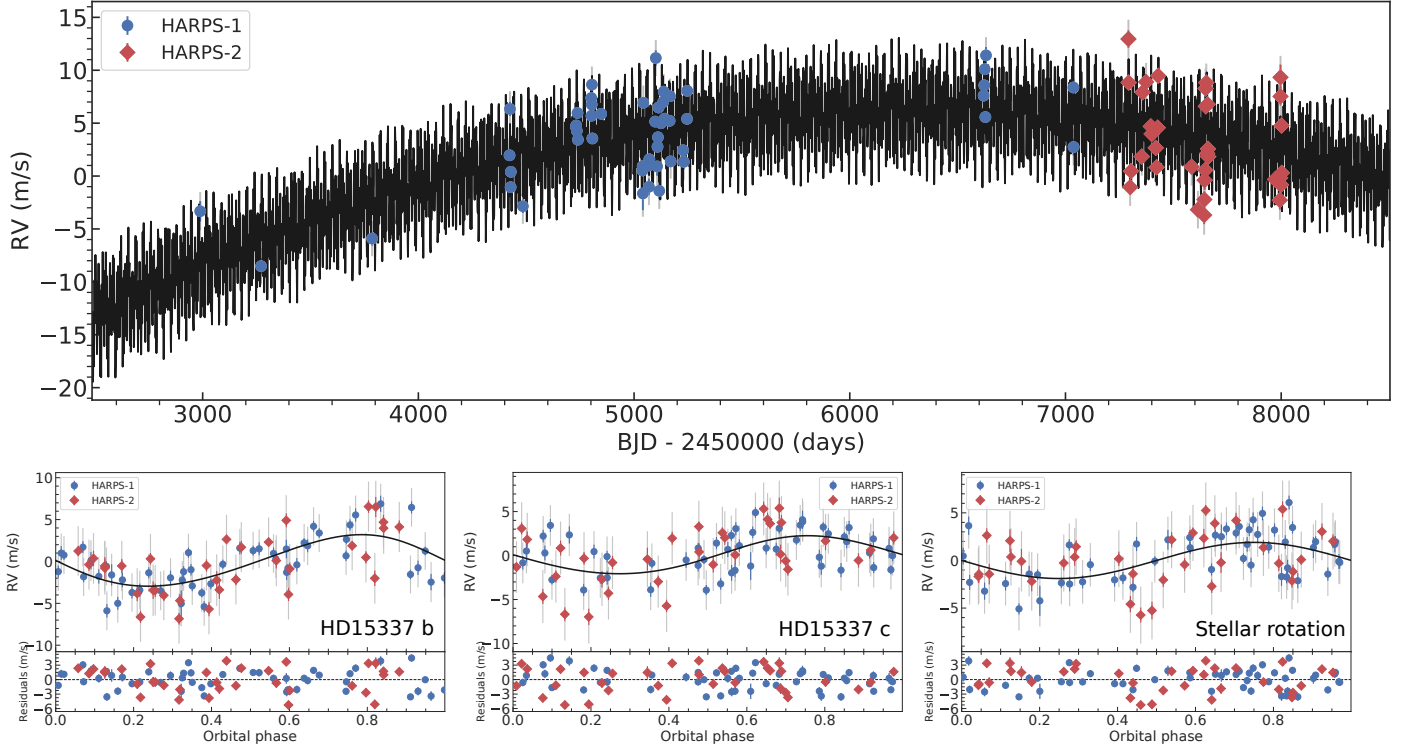 HARPS-1
HARPS-2
RV (m/s)
15
10
5
0
−5
−10
−15
−20
3000 4000 5000 6000 7000 8000
BJD - 2450000 (days)
HARPS-1
HARPS-2
RV (m/s)
10
5
0
−5
−10
HD15337 b
Residuals (m/s)
3
0
−3
−6
0.0 0.2 0.4 0.6 0.8
Orbital phase
HARPS-1
HARPS-2
RV (m/s)
5
0
−5
−10
HD15337 c
Residuals (m/s)
3
0
−3
−6
0.0 0.2 0.4 0.6 0.8
Orbital phase
HARPS-1
HARPS-2
RV (m/s)
5
0
−5
Stellar rotation
Residuals (m/s)
3
0
−3
−6
0.0 0.2 0.4 0.6 0.8
Orbital phase